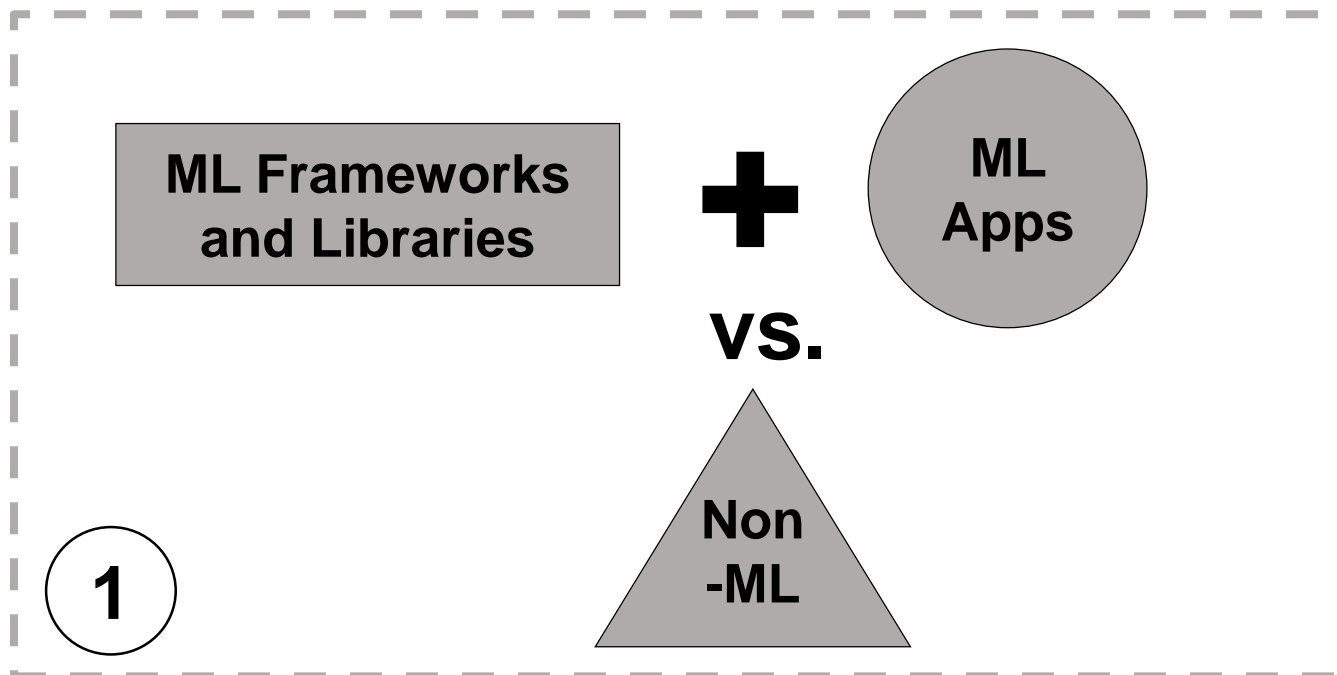 ML Frameworks
and Libraries
+
ML
Apps
vs.
Non
-ML
1